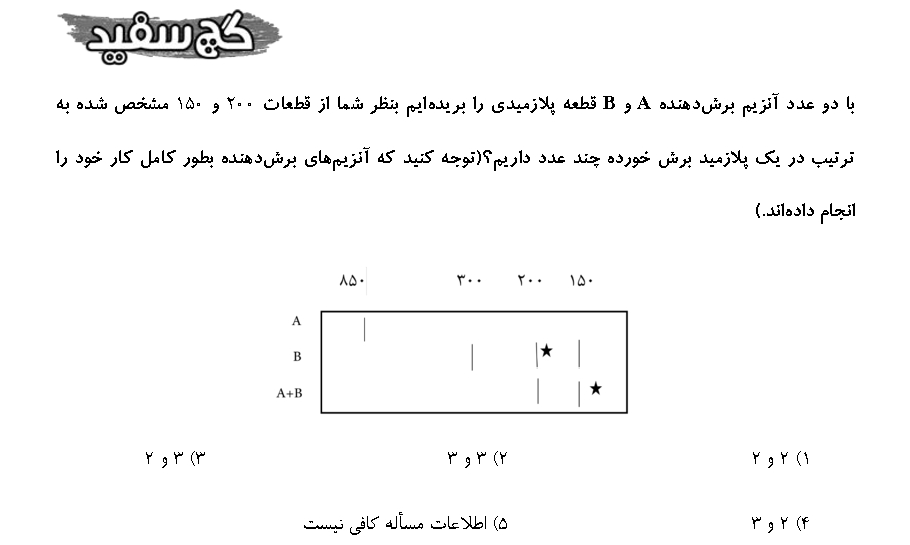 گچ سفید
با دو عدد آنزیم برش‌دهنده A و B قطعه پلازمیدی را بریده‌ایم بنظر شما از قطعات ۲۰۰ و ۱۵۰ مشخص شده به
ترتیب در یک پلازمید برش خورده چند عدد داریم؟(توجه کنید که آنزیم‌های برش‌دهنده بطور کامل کار خود را
انجام داده‌اند.)
۸۵۰ ۳۰۰ ۲۰۰ ۱۵۰
A
B ★
A+B ★
۱) ۲ و ۲ ۲) ۳ و ۳ ۳) ۳ و ۲
۴) ۲ و ۳ ۵) اطلاعات مسأله کافی نیست